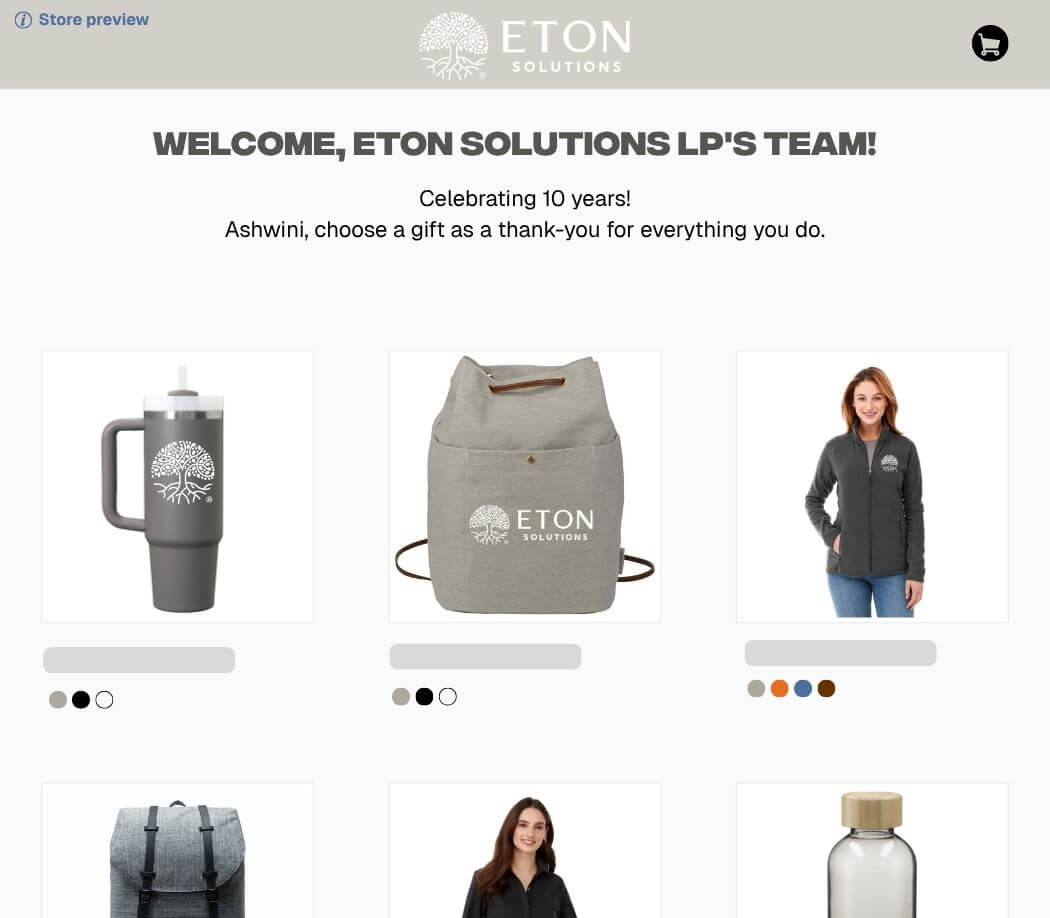 Store preview
ETON
SOLUTIONS
WELCOME, ETON SOLUTIONS LP'S TEAM!
Celebrating 10 years!
Ashwini, choose a gift as a thank-you for everything you do.
ETON
SOLUTIONS